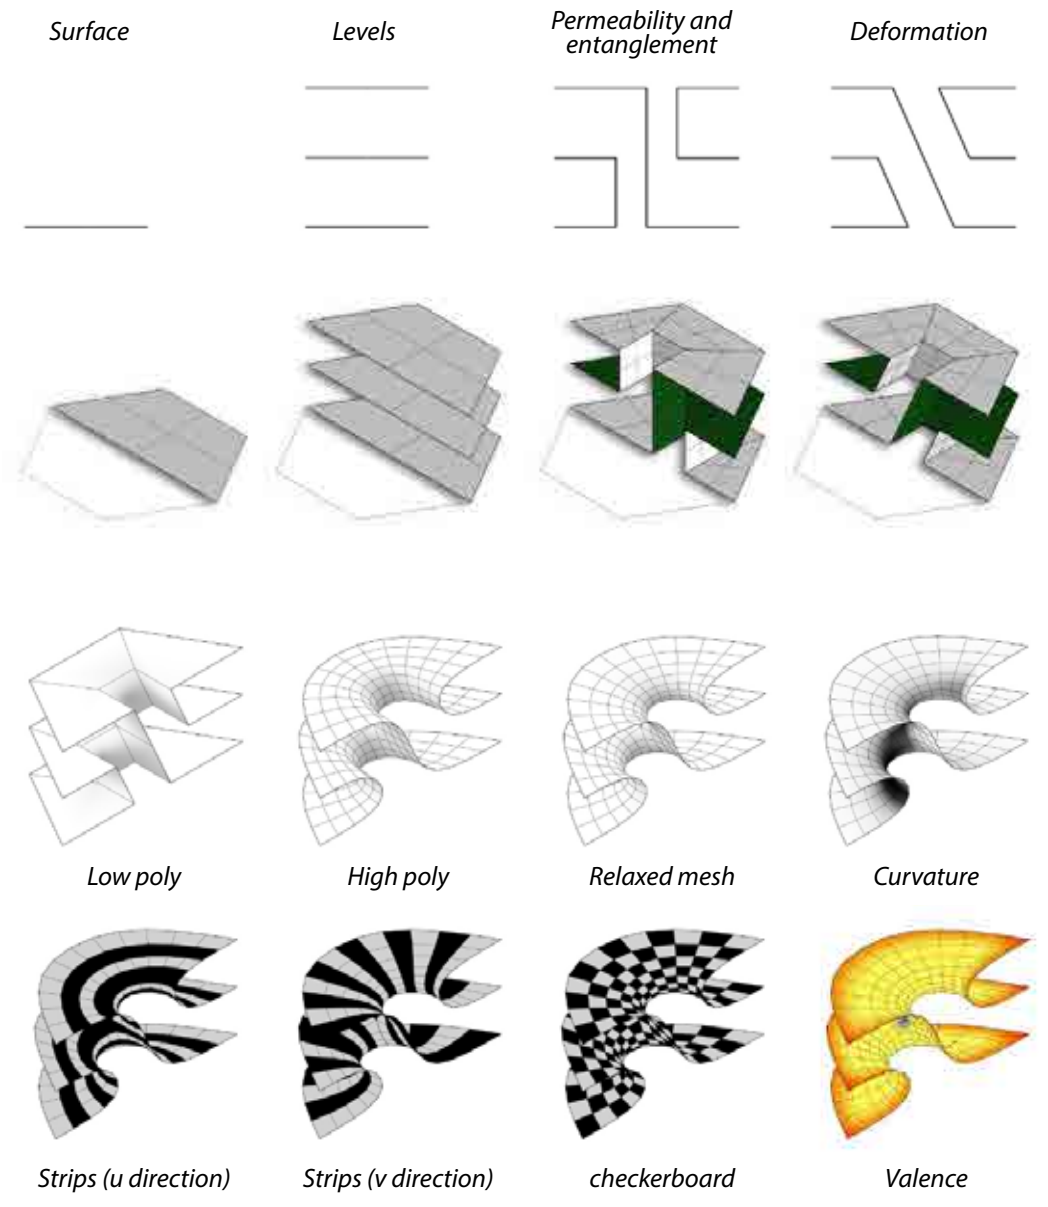 Surface
Levels
Permeability and
entanglement
Deformation
Low poly
High poly
Relaxed mesh
Curvature
Strips (u direction)
Strips (v direction)
checkerboard
Valence